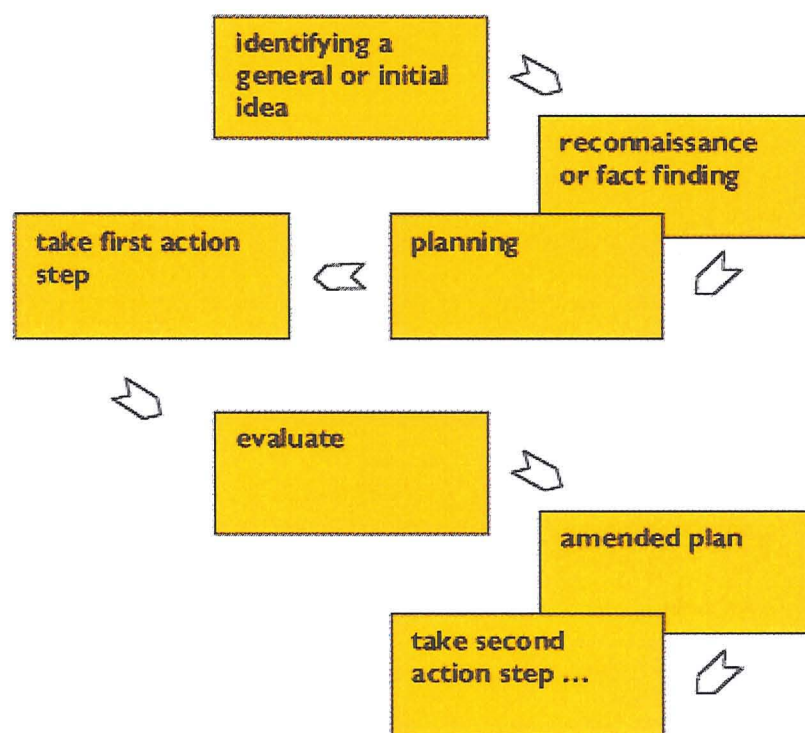 identifying a
general or initial
idea
reconnaissance
or fact finding
planning
take first action
step
evaluate
amended plan
take second
action step ...